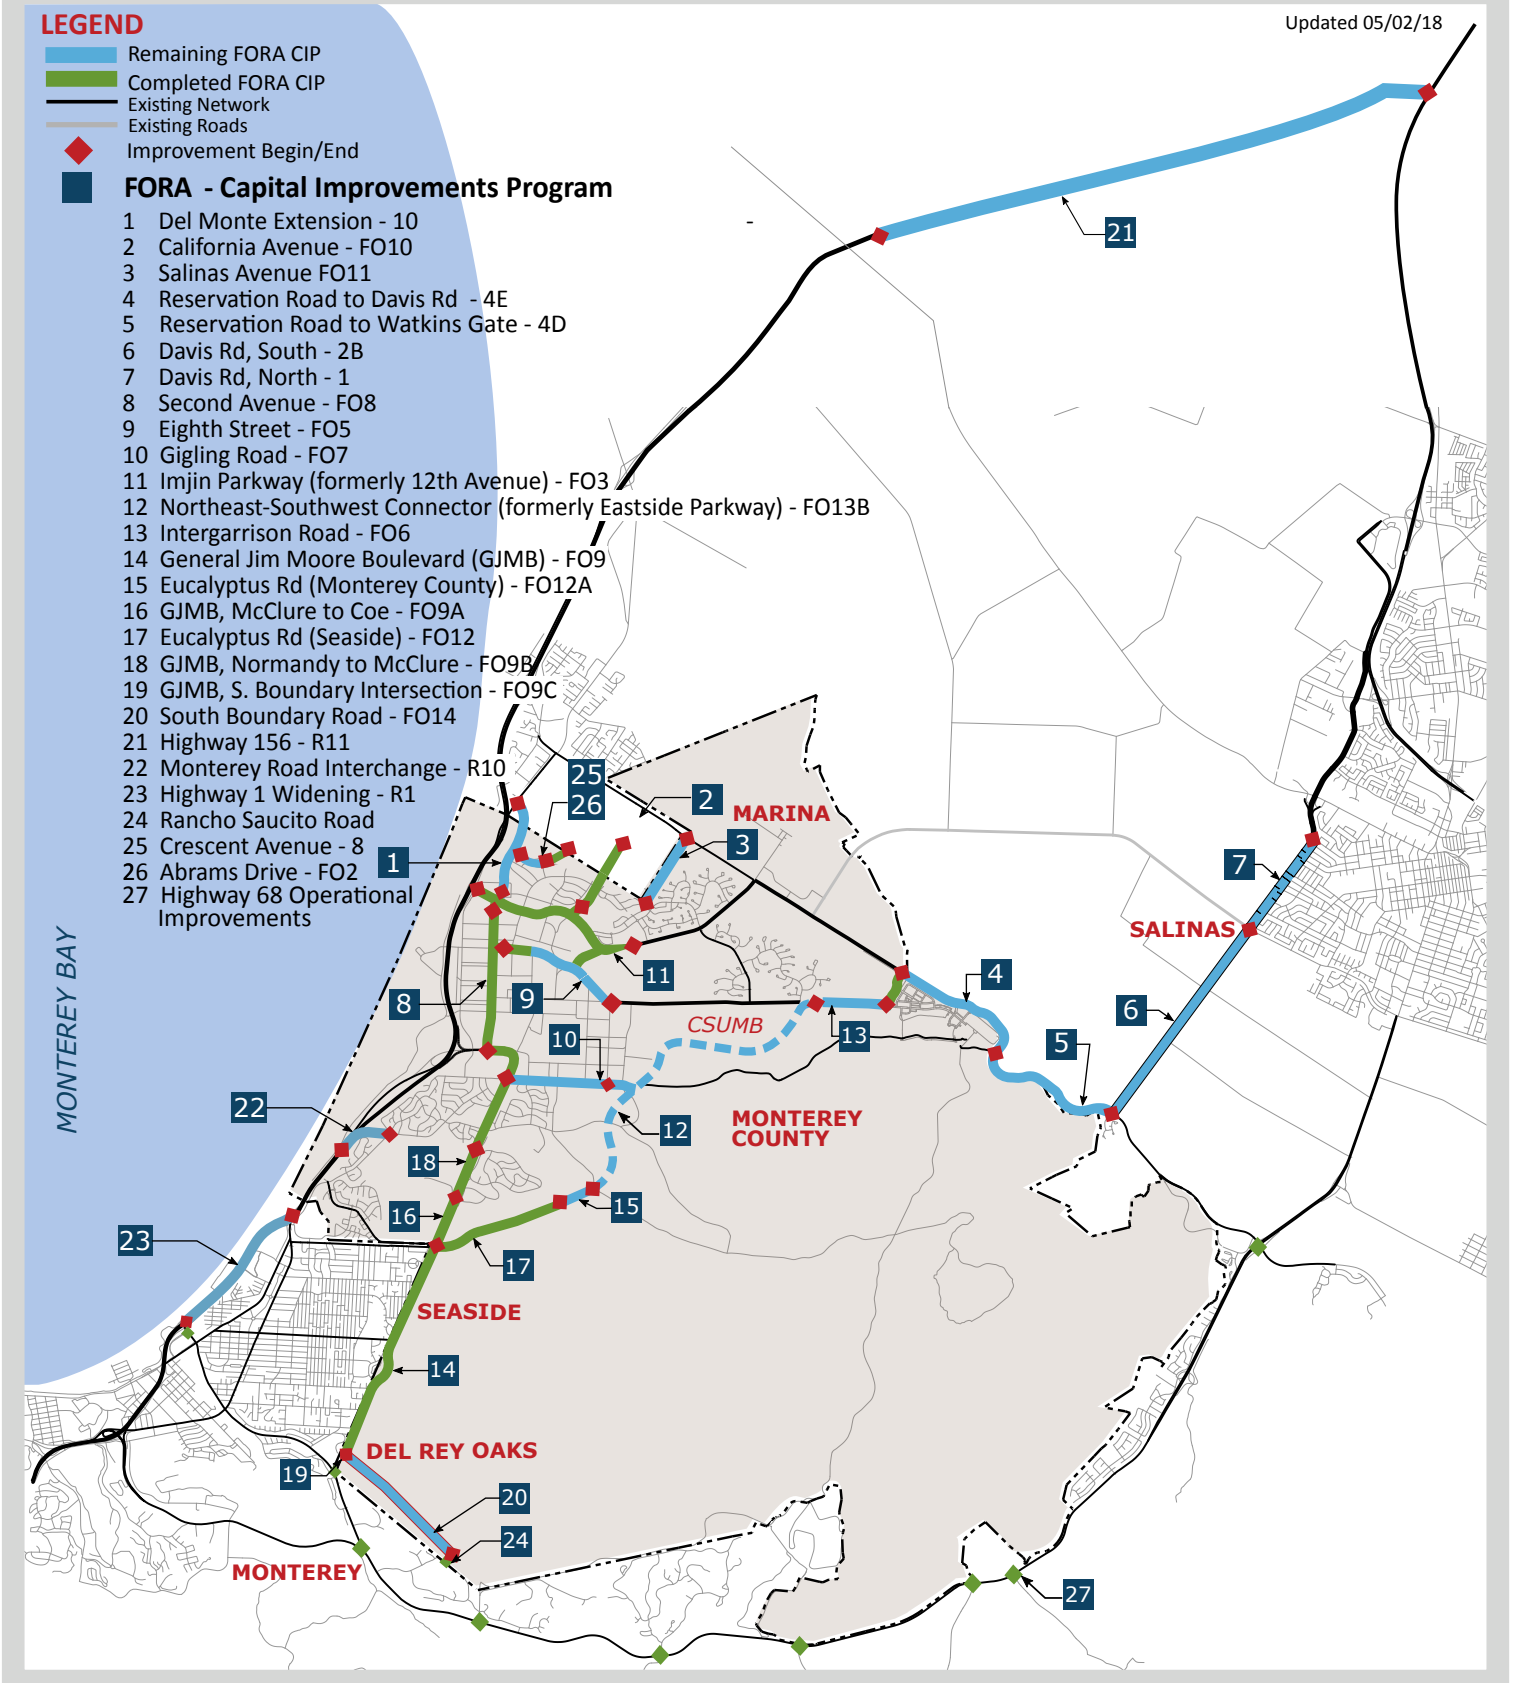 LEGEND
Updated 05/02/18
Remaining FORA CIP
Completed FORA CIP
Existing Network
Existing Roads
Improvement Begin/End
FORA - Capital Improvements Program
1 Del Monte Extension - 10
2 California Avenue - FO10
3 Salinas Avenue FO11
4 Reservation Road to Davis Rd - 4E
5 Reservation Road to Watkins Gate - 4D
6 Davis Rd, South - 2B
7 Davis Rd, North - 1
8 Second Avenue - FO8
9 Eighth Street - FO5
10 Gigling Road - FO7
11 Imjin Parkway (formerly 12th Avenue) - FO3
12 Northeast-Southwest Connector (formerly Eastside Parkway) - FO13B
13 Intergarrison Road - FO6
14 General Jim Moore Boulevard (GJMB) - FO9
15 Eucalyptus Rd (Monterey County) - FO12A
16 GJMB, McClure to Coe - FO9A
17 Eucalyptus Rd (Seaside) - FO12
18 GJMB, Normandy to McClure - FO9B
19 GJMB, S. Boundary Intersection - FO9C
20 South Boundary Road - FO14
21 Highway 156 - R11
22 Monterey Road Interchange - R10
23 Highway 1 Widening - R1
24 Rancho Saucito Road
25 Crescent Avenue - 8
26 Abrams Drive - FO2
27 Highway 68 Operational
Improvements
21
-
25
26
2
MARINA
3
1
7
SALINAS
MONTEREY BAY
11
4
9
8
6
CSUMB
10
13
5
22
MONTEREY
COUNTY
12
18
16
15
23
17
SEASIDE
14
DEL REY OAKS
19
20
24
MONTEREY
27